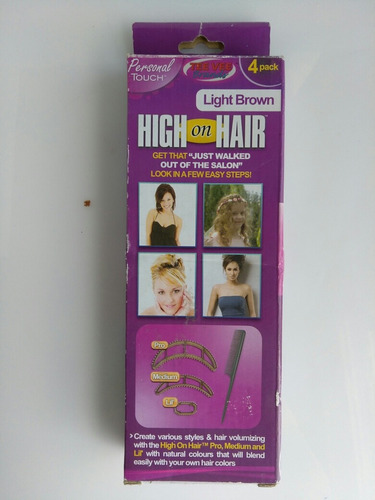 Personal
TOUCH™
4 pack
Light Brown
HIGH on HAIR™
GET THAT "JUST WALKED
OUT OF THE SALON"
LOOK IN A FEW EASY STEPS!
Pro
Medium
Lil'
Create various styles & hair volumizing
with the High On Hair™ Pro, Medium and
Lil' with natural colours that will blend
easily with your own hair colors